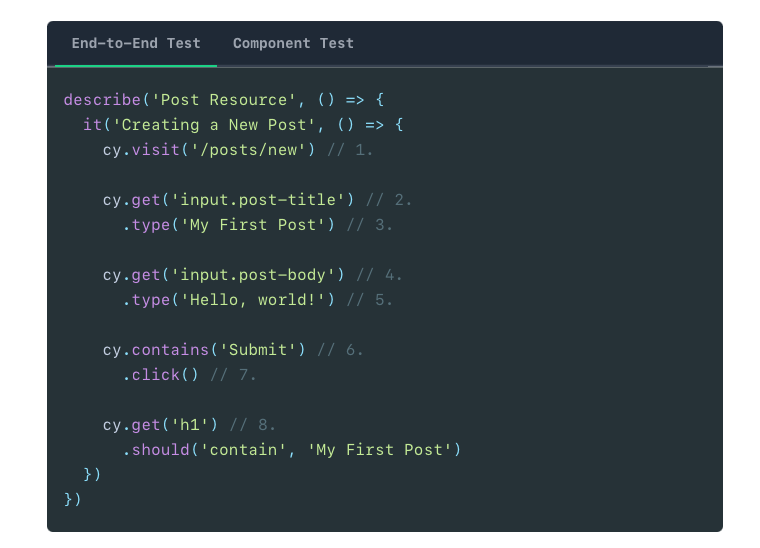 End-to-End Test Component Test
describe('Post Resource', () => {
  it('Creating a New Post', () => {
    cy.visit('/posts/new') // 1.

    cy.get('input.post-title') // 2.
      .type('My First Post') // 3.

    cy.get('input.post-body') // 4.
      .type('Hello, world!') // 5.

    cy.contains('Submit') // 6.
      .click() // 7.

    cy.get('h1') // 8.
      .should('contain', 'My First Post')
  })
})